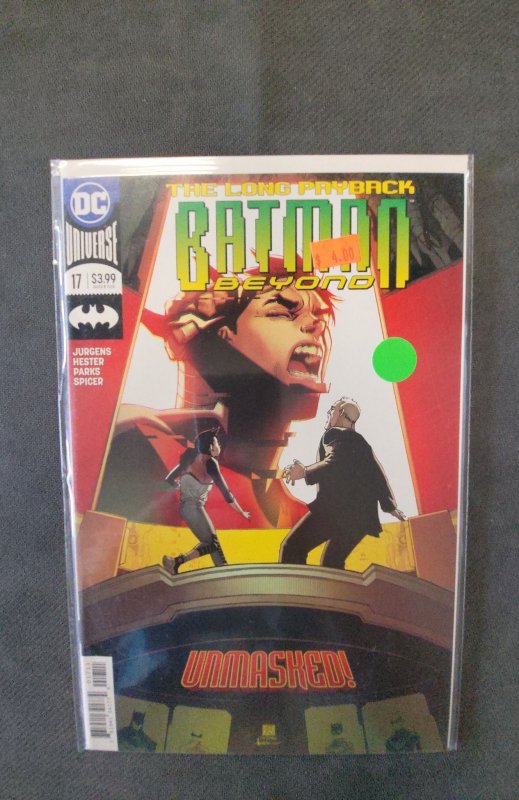 THE LONG PAYBACK
DC
UNIVERSE
BATMAN
BEYOND
$ 4.00
17 $3.99
JURGENS
HESTER
PARKS
SPICER
UNMASKED!